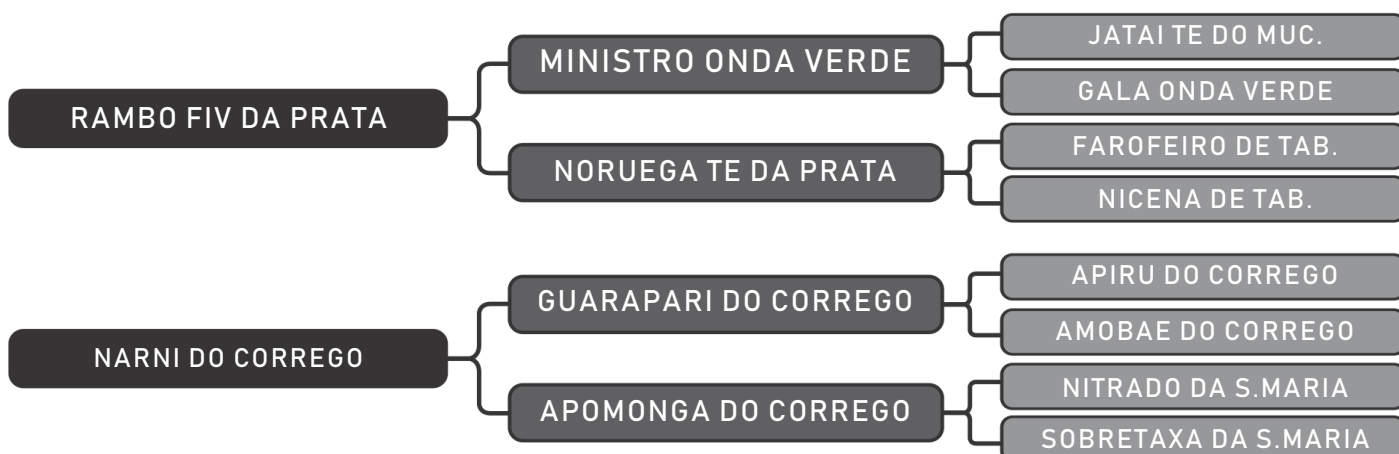 RAMBO FIV DA PRATA
MINISTRO ONDA VERDE
JATAI TE DO MUC.
GALA ONDA VERDE
NORUEGA TE DA PRATA
FAROFEIRO DE TAB.
NICENA DE TAB.
NARNI DO CORREGO
GUARAPARI DO CORREGO
APIRU DO CORREGO
AMOBAE DO CORREGO
APOMONGA DO CORREGO
NITRADO DA S.MARIA
SOBRETAXA DA S.MARIA